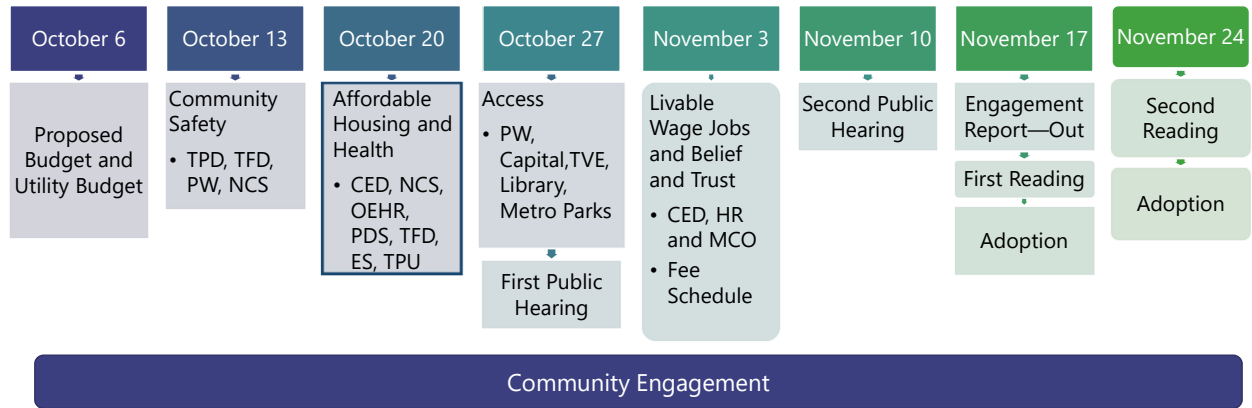 October 6
Proposed
Budget and
Utility Budget
October 13
Community
Safety
• TPD, TFD,
PW, NCS
October 20
Affordable
Housing and
Health
• CED, NCS,
OEHR,
PDS, TFD,
ES, TPU
October 27
Access
• PW,
Capital,TVE,
Library,
Metro Parks
First Public
Hearing
November 3
Livable
Wage Jobs
and Belief
and Trust
• CED, HR
and MCO
• Fee
Schedule
November 10
Second Public
Hearing
November 17
Engagement
Report—Out
First Reading
Adoption
November 24
Second
Reading
Adoption
Community Engagement